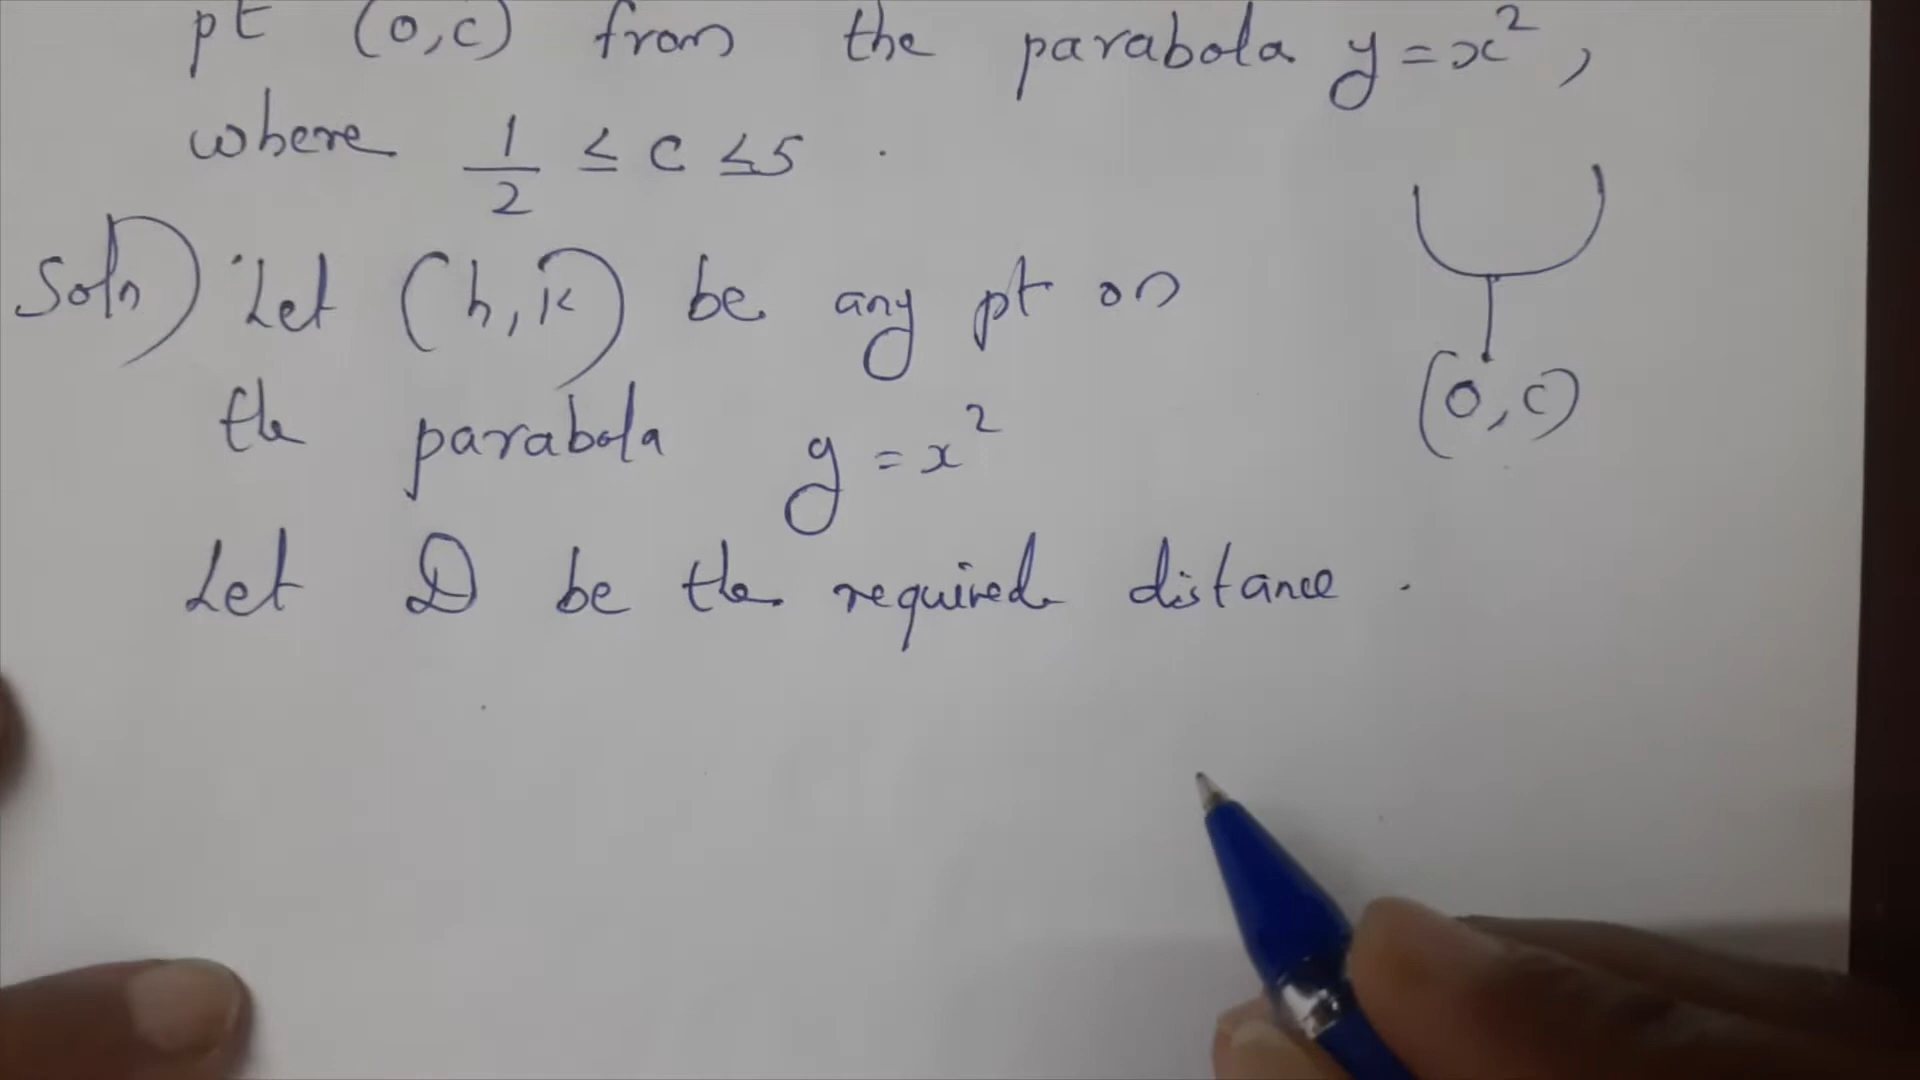 pt (0,c) from the parabola y=x²,
where 1/2 ≤ c ≤5 .
Soln) Let (h,k) be any pt on
the parabola y=x²
(0,c)
Let D be the required distance .